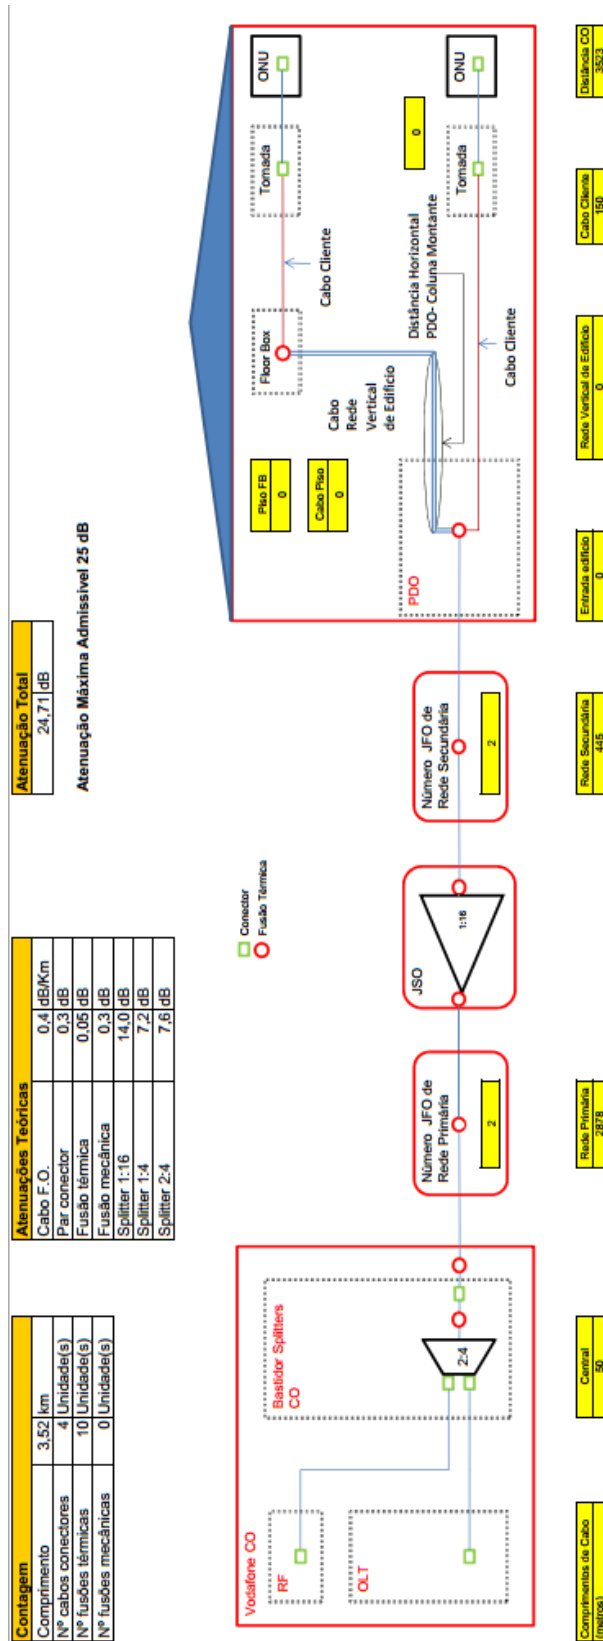 Contagem
Comprimento 3,52 km
Nº cabos conectores 4 Unidade(s)
Nº fusões térmicas 10 Unidade(s)
Nº fusões mecânicas 0 Unidade(s)
Atenuações Teóricas
Cabo F.O. 0,4 dB/Km
Par conector 0,3 dB
Fusão térmica 0,05 dB
Fusão mecânica 0,3 dB
Splitter 1:16 14,0 dB
Splitter 1:4 7,2 dB
Splitter 2:4 7,6 dB
Atenuação Total
24,71 dB
Atenuação Máxima Admissivel 25 dB
Conector
Fusão Térmica
Vodafone CO
RF
OLT
Bastidor Splitters
CO
2:4
Número JFO de
Rede Primária
2
JSO
1:16
Número JFO de
Rede Secundária
2
PDO
Piso FB
0
Cabo Piso
0
Cabo
Rede
Vertical
de Edificio
Floor Box
Cabo Cliente
Tomada
ONU
Distância Horizontal
PDO- Coluna Montante
0
Cabo Cliente
Tomada
ONU
Comprimentos de Cabo
(metros)
Central
50
Rede Primária
2878
Rede Secundária
445
Entrada edificio
0
Rede Vertical de Edificio
0
Cabo Cliente
150
Distância CO
3523